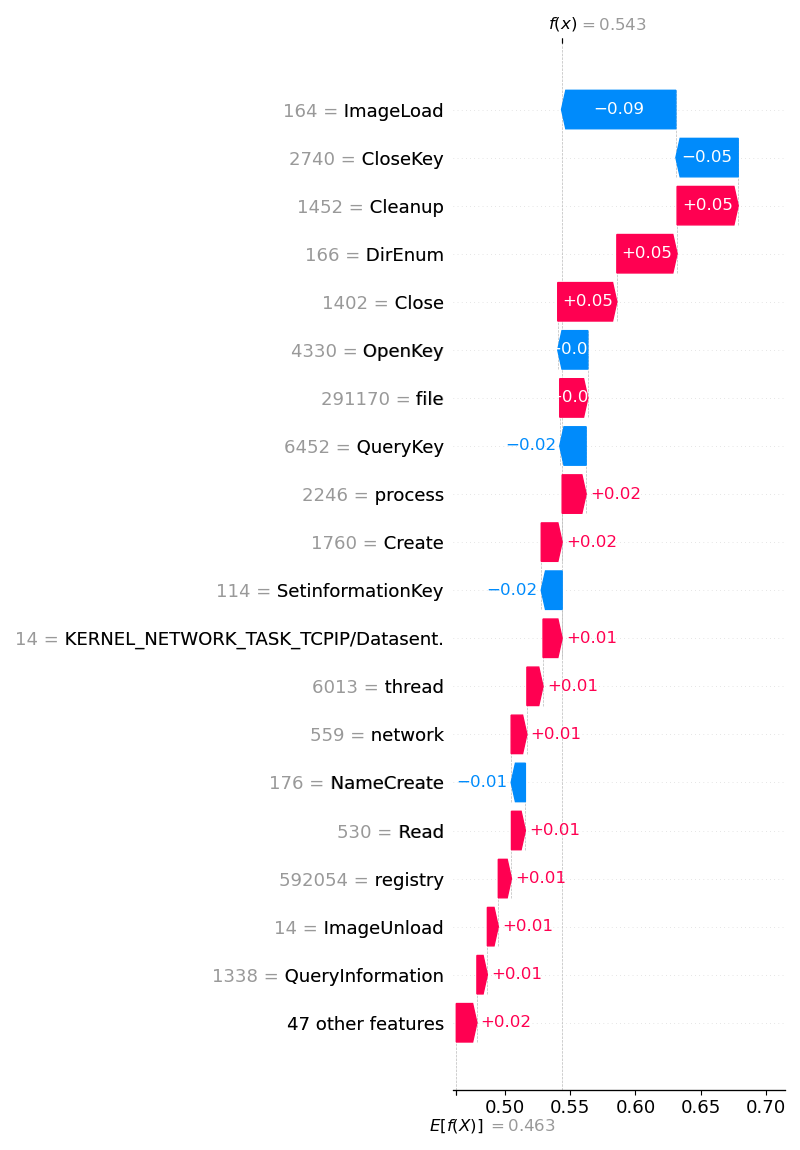 f(x) = 0.543
164 = ImageLoad −0.09
2740 = CloseKey −0.05
1452 = Cleanup +0.05
166 = DirEnum +0.05
1402 = Close +0.05
4330 = OpenKey
291170 = file
6452 = QueryKey −0.02
2246 = process +0.02
1760 = Create +0.02
114 = SetinformationKey −0.02
14 = KERNEL_NETWORK_TASK_TCPIP/Datasent. +0.01
6013 = thread +0.01
559 = network +0.01
176 = NameCreate −0.01
530 = Read +0.01
592054 = registry +0.01
14 = ImageUnload +0.01
1338 = QueryInformation +0.01
47 other features +0.02
0.50 0.55 0.60 0.65 0.70
E[f(X)] = 0.463